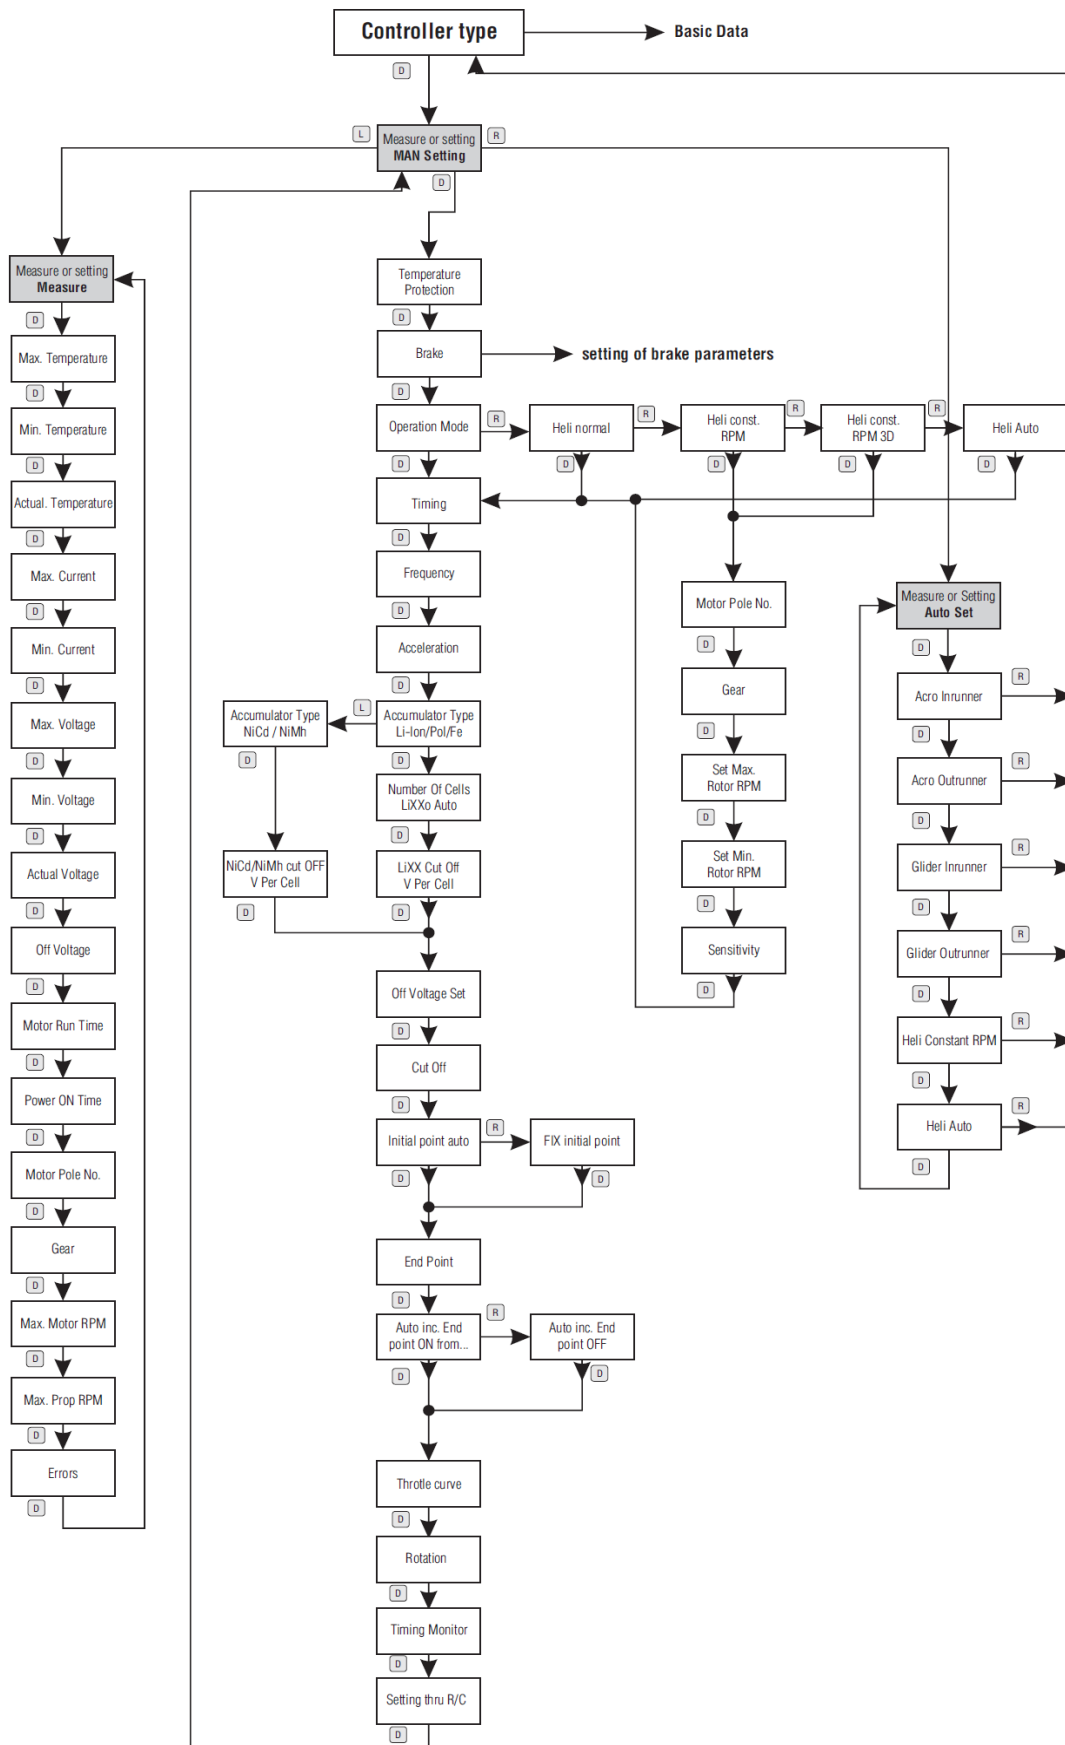 Controller type
Basic Data
D
L
Measure or setting
MAN Setting
R
D
Measure or setting
Measure
D
Max. Temperature
D
Min. Temperature
D
Actual. Temperature
D
Max. Current
D
Min. Current
D
Max. Voltage
D
Min. Voltage
D
Actual Voltage
D
Off Voltage
D
Motor Run Time
D
Power ON Time
D
Motor Pole No.
D
Gear
D
Max. Motor RPM
D
Max. Prop RPM
D
Errors
D
Temperature
Protection
D
Brake
setting of brake parameters
D
Operation Mode
R
Heli normal
R
Heli const.
RPM
R
Heli const.
RPM 3D
R
Heli Auto
D
D
D
D
D
Timing
D
Frequency
D
Acceleration
D
Accumulator Type
NiCd / NiMh
L
Accumulator Type
Li-Ion/Pol/Fe
D
D
Number Of Cells
LiXXo Auto
D
NiCd/NiMh cut OFF
V Per Cell
LiXX Cut Off
V Per Cell
D
D
Off Voltage Set
D
Cut Off
D
Initial point auto
R
FIX initial point
D
D
End Point
D
R
Auto inc. End
point ON from...
Auto inc. End
point OFF
D
D
Throtle curve
D
Rotation
D
Timing Monitor
D
Setting thru R/C
D
Motor Pole No.
D
Gear
D
Set Max.
Rotor RPM
D
Set Min.
Rotor RPM
D
Sensitivity
D
Measure or Setting
Auto Set
D
Acro Inrunner
R
D
Acro Outrunner
R
D
Glider Inrunner
R
D
Glider Outrunner
R
D
Heli Constant RPM
R
D
Heli Auto
R
D